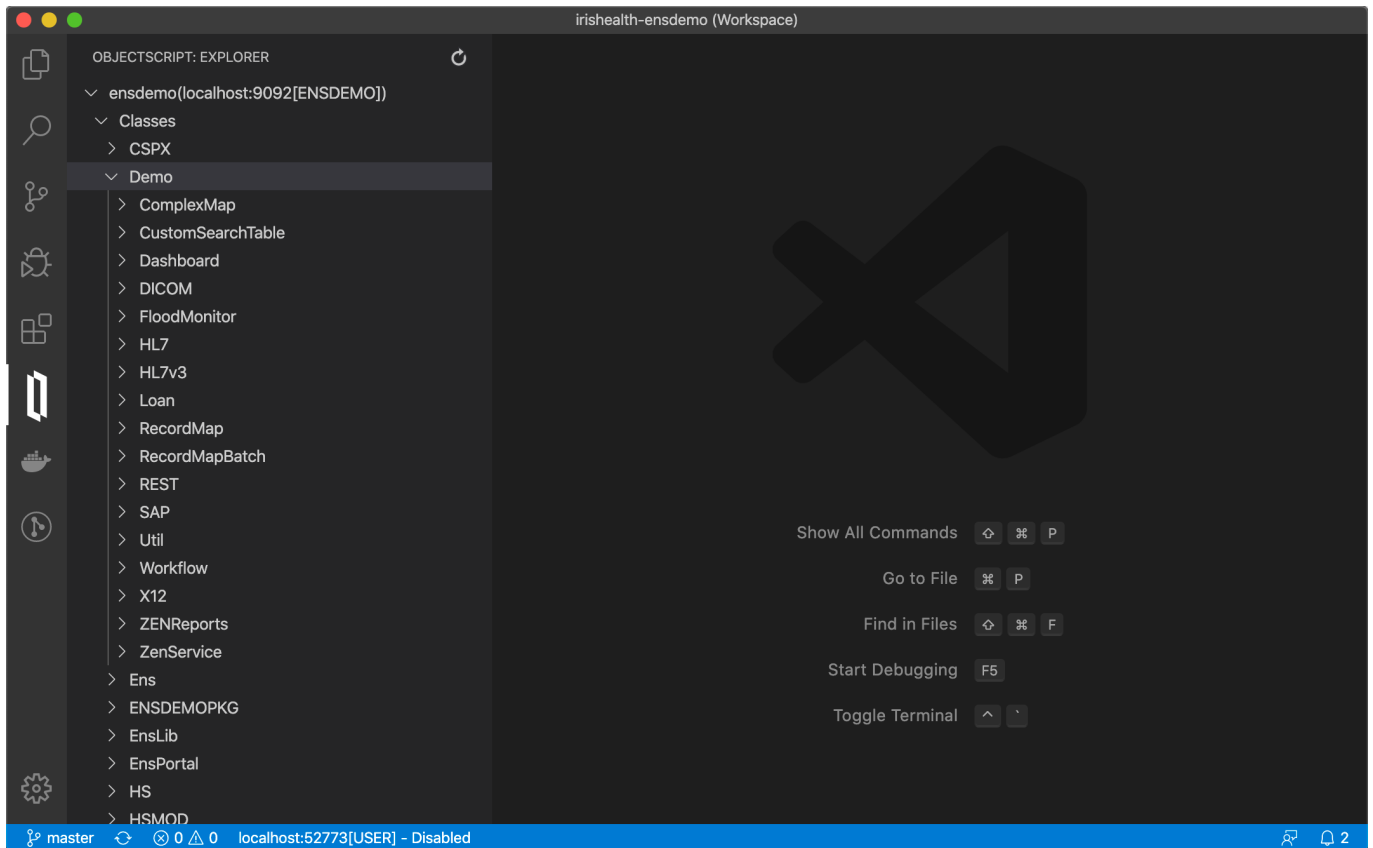 irishealth-ensdemo (Workspace)
OBJECTSCRIPT: EXPLORER
ensdemo(localhost:9092[ENSDEMO])
Classes
CSPX
Demo
ComplexMap
CustomSearchTable
Dashboard
DICOM
FloodMonitor
HL7
HL7v3
Loan
RecordMap
RecordMapBatch
REST
SAP
Util
Workflow
X12
ZENReports
ZenService
Ens
ENSDEMOPKG
EnsLib
EnsPortal
HS
HSMOD
Show All Commands ⇧ ⌘ P
Go to File ⌘ P
Find in Files ⇧ ⌘ F
Start Debugging F5
Toggle Terminal ^ `
master 0 0 localhost:52773[USER] - Disabled 2